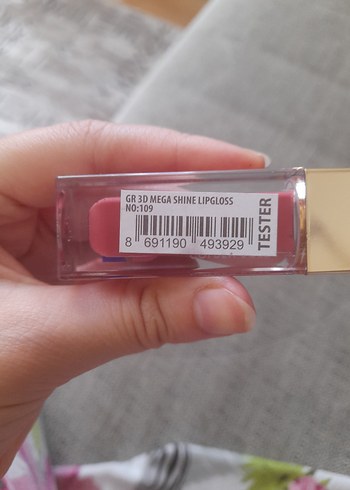 GR 3D MEGA SHINE LIPGLOSS
NO:109
8 691190 493929
TESTER